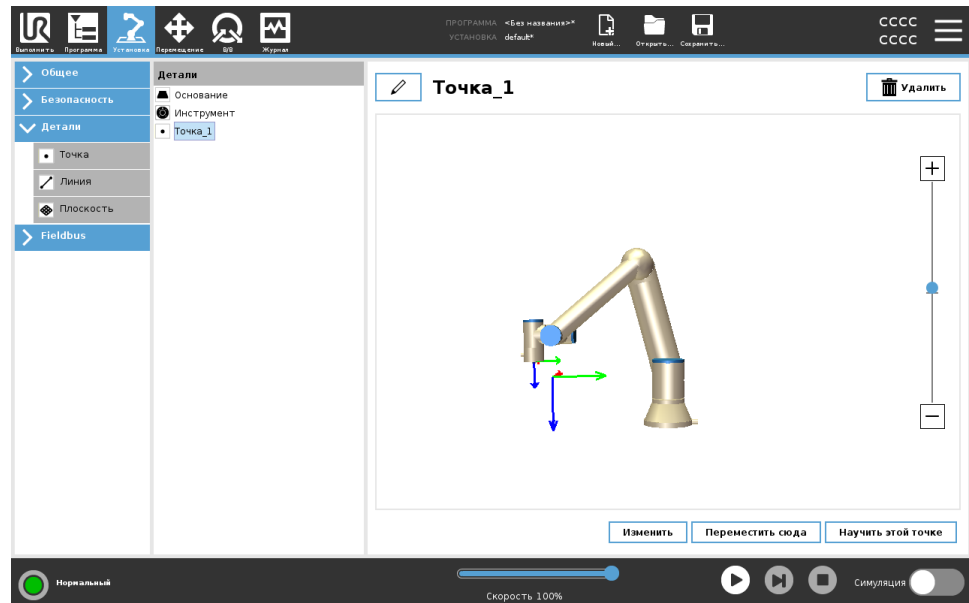 ПРОГРАММА <Без названия>*
УСТАНОВКА default*
Выполнить Программа Установка Перемещение В/В Журнал
Новый... Открыть... Сохранить...
CCCC
CCCC
Общее
Безопасность
Детали
Точка
Линия
Плоскость
Fieldbus
Детали
Основание
Инструмент
Точка_1
Точка_1
Удалить
+
−
Изменить Переместить сюда Научить этой точке
Нормальный
Скорость 100%
Симуляция